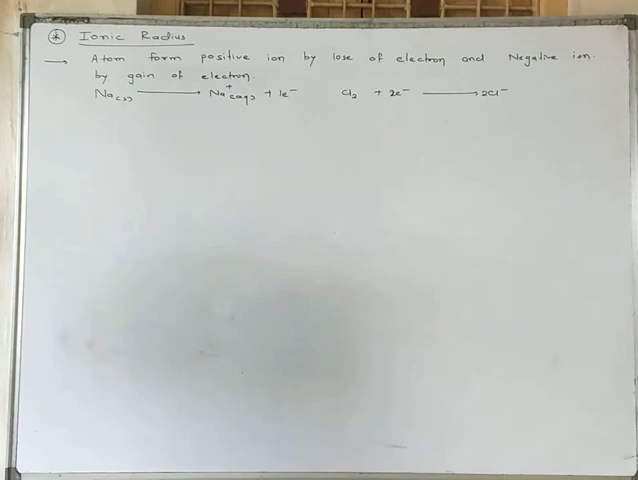 ⊛ Ionic Radius
→ Atom form positive ion by lose of electron and Negative ion.
by gain of electron.
Na(s) ⟶ Na⁺(aq) + 1e⁻ Cl₂ + 2e⁻ ⟶ 2Cl⁻